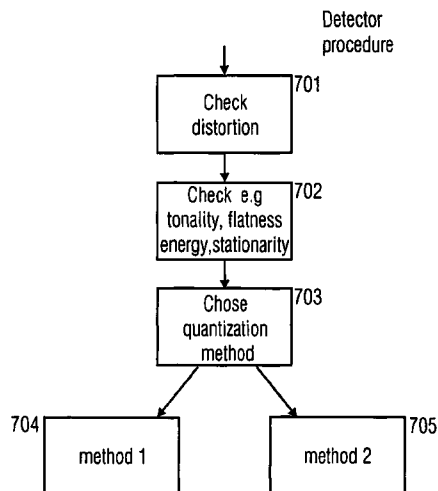 Detector
procedure
701
Check
distortion
702
Check e.g
tonality, flatness
energy,stationarity
703
Chose
quantization
method
704
method 1
705
method 2